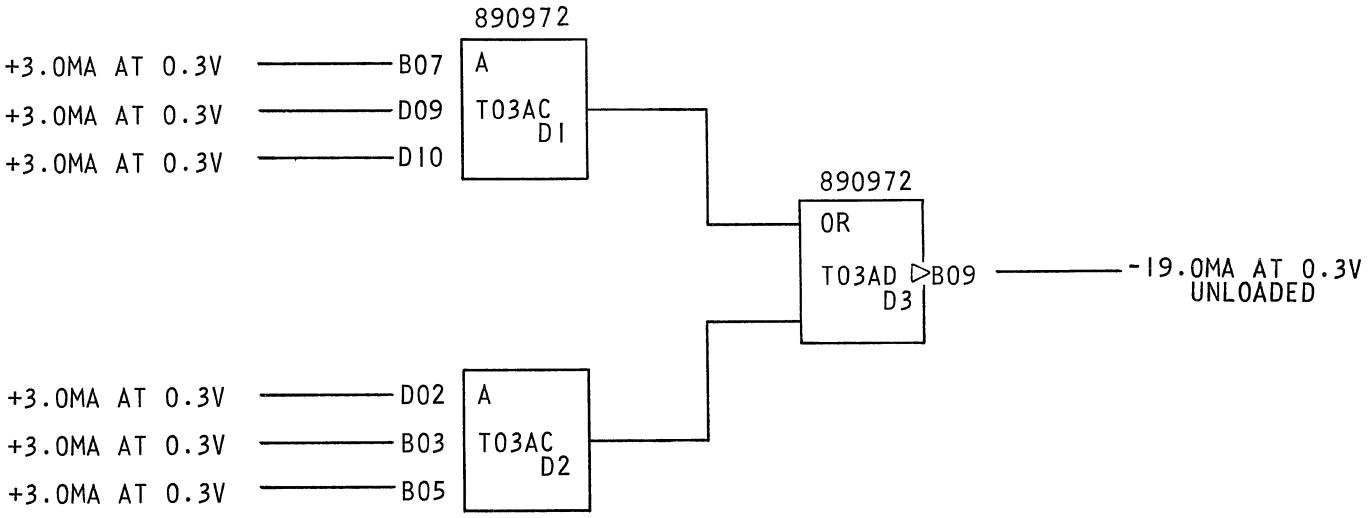 890972
+3.0MA AT 0.3V B07 A
+3.0MA AT 0.3V D09 T03AC
D1
+3.0MA AT 0.3V D10
890972
OR
T03AD B09 -19.0MA AT 0.3V
D3 UNLOADED
+3.0MA AT 0.3V D02 A
+3.0MA AT 0.3V B03 T03AC
D2
+3.0MA AT 0.3V B05